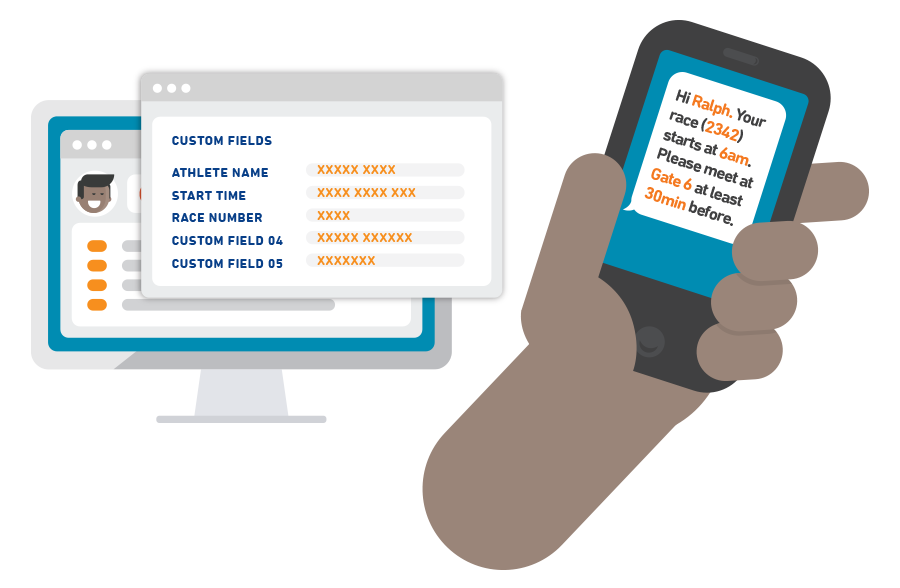 CUSTOM FIELDS
ATHLETE NAME XXXXX XXXX
START TIME XXXX XXXX XXX
RACE NUMBER XXXX
CUSTOM FIELD 04 XXXXX XXXXXX
CUSTOM FIELD 05 XXXXXXX
Hi Ralph. Your
race (2342)
starts at 6am.
Please meet at
Gate 6 at least
30min before.